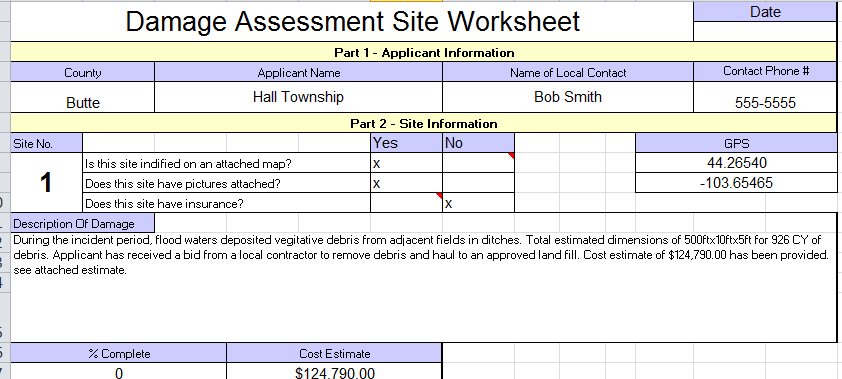 Damage Assessment Site Worksheet
Date
Part 1 - Applicant Information
County Applicant Name Name of Local Contact Contact Phone #
Butte Hall Township Bob Smith 555-5555
Part 2 - Site Information
Site No. Yes No GPS
Is this site indified on an attached map? x 44.26540
1 Does this site have pictures attached? x -103.65465
Does this site have insurance? x
Description Of Damage
During the incident period, flood waters deposited vegitative debris from adjacent fields in ditches. Total estimated dimensions of 500ftx10ftx5ft for 926 CY of
debris. Applicant has received a bid from a local contractor to remove debris and haul to an approved land fill. Cost estimate of $124,790.00 has been provided.
see attached estimate.
% Complete Cost Estimate
0 $124,790.00